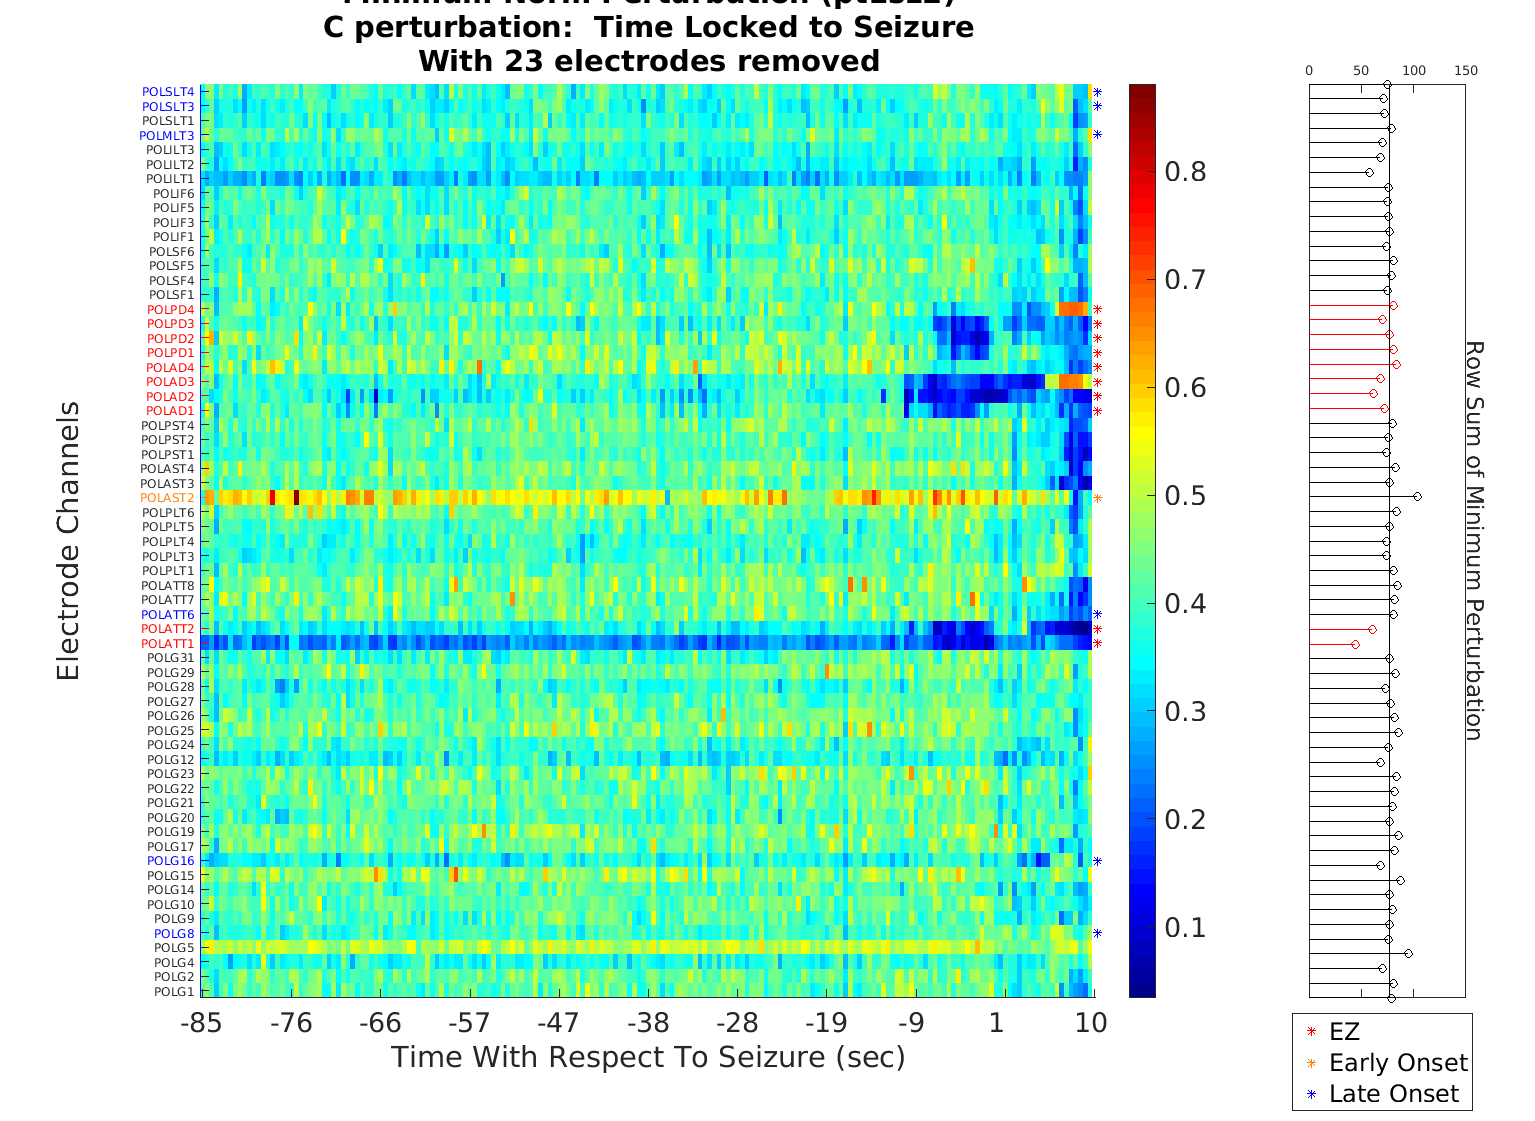 Minimum Norm Perturbation (pt1sz2)
C perturbation: Time Locked to Seizure
With 23 electrodes removed
0 50 100 150
POLSLT4
POLSLT3
POLSLT1
POLMLT3
POLILT3
POLILT2
POLILT1
POLIF6
POLIF5
POLIF3
POLIF1
POLSF6
POLSF5
POLSF4
POLSF1
POLPD4
POLPD3
POLPD2
POLPD1
POLAD4
POLAD3
POLAD2
POLAD1
POLPST4
POLPST2
POLPST1
POLAST4
POLAST3
POLAST2
POLPLT6
POLPLT5
POLPLT4
POLPLT3
POLPLT1
POLATT8
POLATT7
POLATT6
POLATT2
POLATT1
POLG31
POLG29
POLG28
POLG27
POLG26
POLG25
POLG24
POLG12
POLG23
POLG22
POLG21
POLG20
POLG19
POLG17
POLG16
POLG15
POLG14
POLG10
POLG9
POLG8
POLG5
POLG4
POLG2
POLG1
Electrode Channels
0.8
0.7
0.6
0.5
0.4
0.3
0.2
0.1
Row Sum of Minimum Perturbation
-85 -76 -66 -57 -47 -38 -28 -19 -9 1 10
Time With Respect To Seizure (sec)
EZ
Early Onset
Late Onset